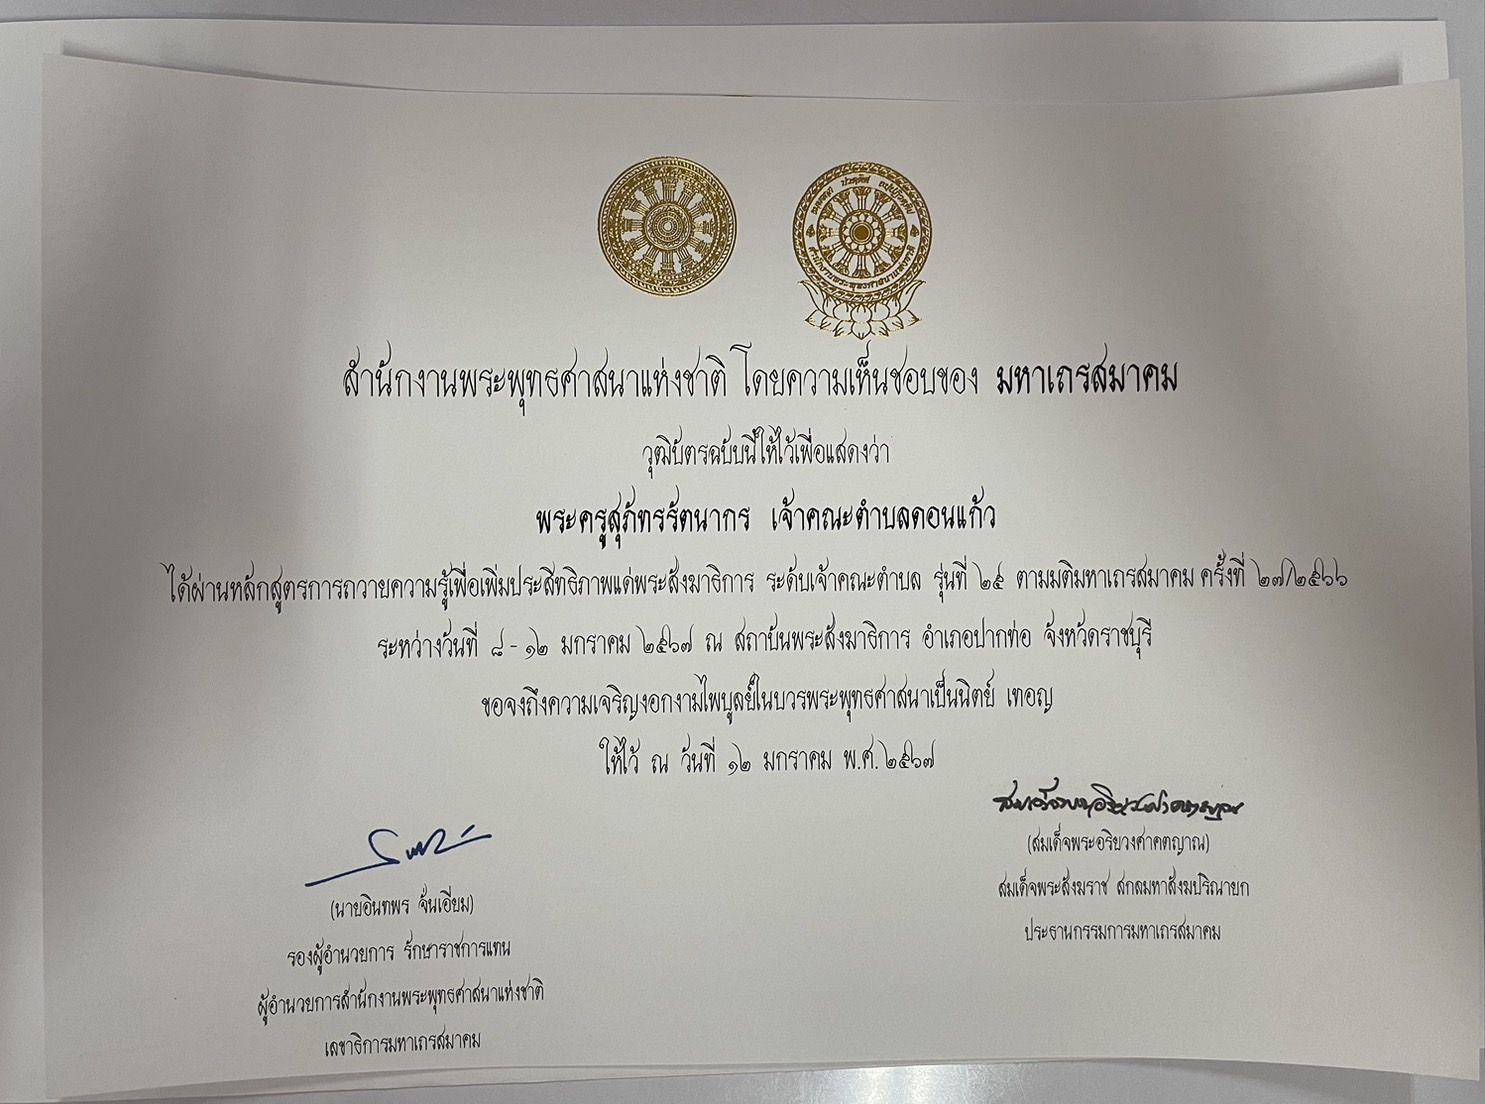 สำนักงานพระพุทธศาสนาแห่งชาติ
สำนักงานพระพุทธศาสนาแห่งชาติ โดยความเห็นชอบของ มหาเถรสมาคม
วุฒิบัตรฉบับนี้ให้ไว้เพื่อแสดงว่า
พระครูสุภัทรรัตนากร เจ้าคณะตำบลดอนแก้ว
ได้ผ่านหลักสูตรการถวายความรู้เพื่อเพิ่มประสิทธิภาพแด่พระสังฆาธิการ ระดับเจ้าคณะตำบล รุ่นที่ ๒๕ ตามมติมหาเถรสมาคม ครั้งที่ ๒๗/๒๕๖๖
ระหว่างวันที่ ๘ - ๑๒ มกราคม ๒๕๖๗ ณ สถาบันพระสังฆาธิการ อำเภอปากท่อ จังหวัดราชบุรี
ขอจงถึงความเจริญงอกงามไพบูลย์ในบวรพระพุทธศาสนาเป็นนิตย์ เทอญ
ให้ไว้ ณ วันที่ ๑๒ มกราคม พ.ศ. ๒๕๖๗
(นายอินทพร จั่นเอี่ยม)
รองผู้อำนวยการ รักษาราชการแทน
ผู้อำนวยการสำนักงานพระพุทธศาสนาแห่งชาติ
เลขาธิการมหาเถรสมาคม
(สมเด็จพระอริยวงศาคตญาณ)
สมเด็จพระสังฆราช สกลมหาสังฆปริณายก
ประธานกรรมการมหาเถรสมาคม